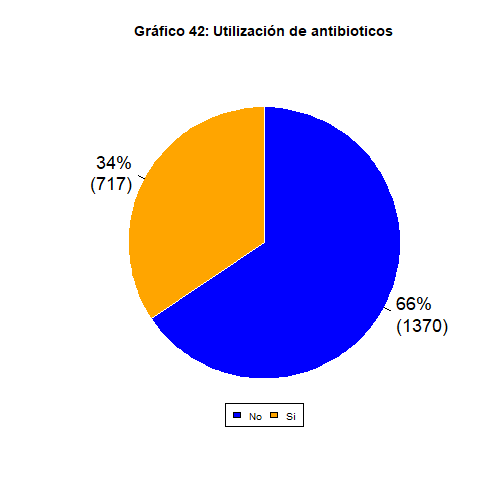 Gráfico 42: Utilización de antibioticos
34%
(717)
66%
(1370)
No Si